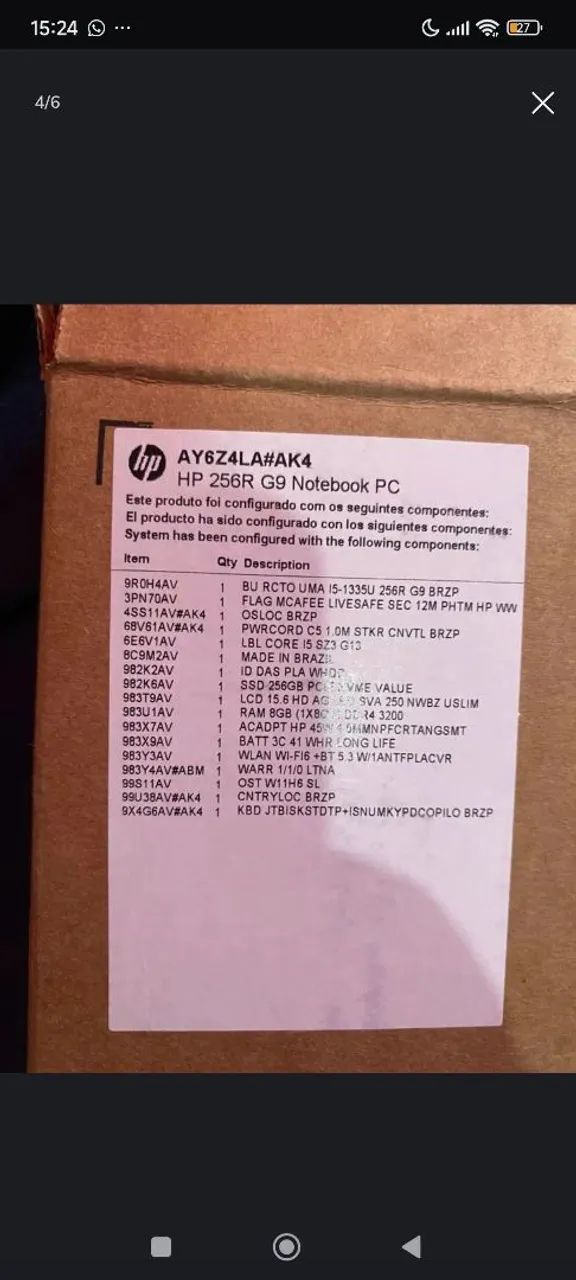 15:24
27
4/6
hp
AY6Z4LA#AK4
HP 256R G9 Notebook PC
Este produto foi configurado com os seguintes componentes:
El producto ha sido configurado con los siguientes componentes:
System has been configured with the following components:
Item Qty Description
9R0H4AV 1 BU RCTO UMA I5-1335U 256R G9 BRZP
3PN70AV 1 FLAG MCAFEE LIVESAFE SEC 12M PHTM HP WW
4SS11AV#AK4 1 OSLOC BRZP
68V61AV#AK4 1 PWRCORD C5 1.0M STKR CNVTL BRZP
6E6V1AV 1 LBL CORE I5 SZ3 G13
8C9M2AV 1 MADE IN BRAZIL
982K2AV 1 ID DAS PLA
982K6AV 1 SSD 256GB VALUE
983T9AV 1 LCD 15.6 HD SVA 250 NWBZ USLIM
983U1AV 1 RAM 8GB 3200
983X7AV 1 ACADPT HP 45W 4.5MMNPFCRTANGSMT
983X9AV 1 BATT 3C 41 WHR LONG LIFE
983Y3AV 1 WLAN WI-FI6 +BT 5.3 W/1ANTFPLACVR
983Y4AV#ABM 1 WARR 1/1/0 LTNA
99S11AV 1 OST W11H6 SL
99U38AV#AK4 1 CNTRYLOC BRZP
9X4G6AV#AK4 1 KBD JTBISKSTDTP+ISNUMKYPDCOPILO BRZP